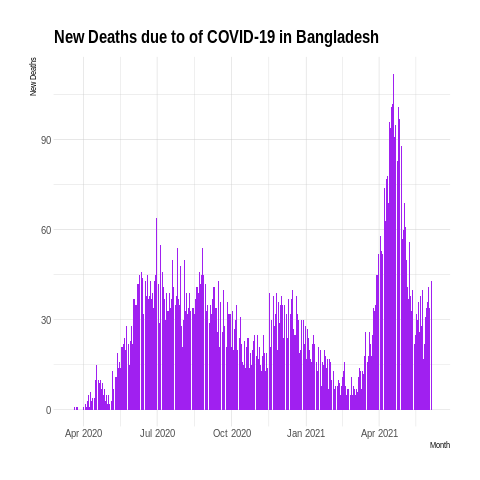 New Deaths due to of COVID-19 in Bangladesh
New Deaths
90
60
30
0
Apr 2020 Jul 2020 Oct 2020 Jan 2021 Apr 2021
Month